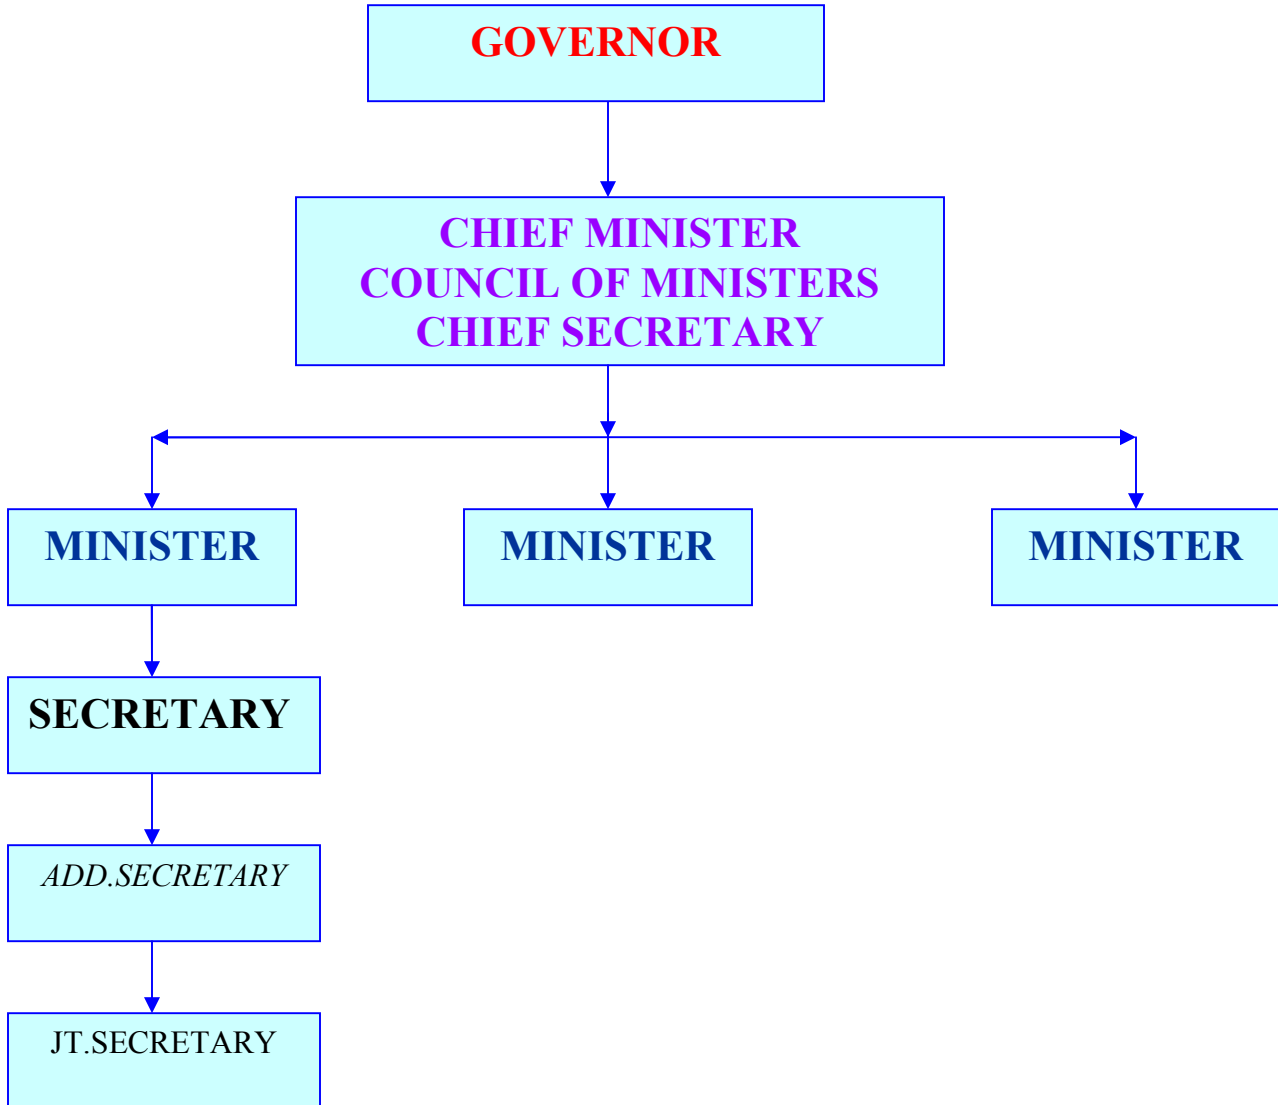 GOVERNOR
CHIEF MINISTER
COUNCIL OF MINISTERS
CHIEF SECRETARY
MINISTER
MINISTER
MINISTER
SECRETARY
ADD.SECRETARY
JT.SECRETARY